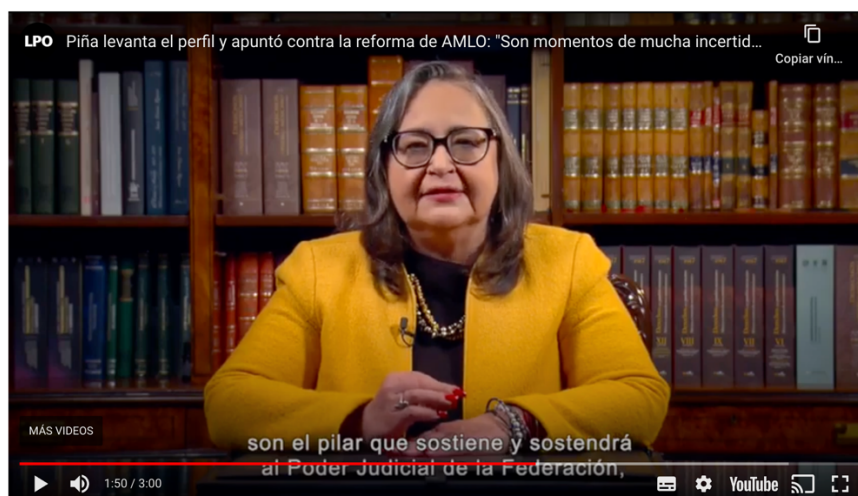 LPO Piña levanta el perfil y apuntó contra la reforma de AMLO: "Son momentos de mucha incertid...
Copiar vín...
MÁS VIDEOS
son el pilar que sostiene y sostendrá
al Poder Judicial de la Federación,
1:50 / 3:00
YouTube